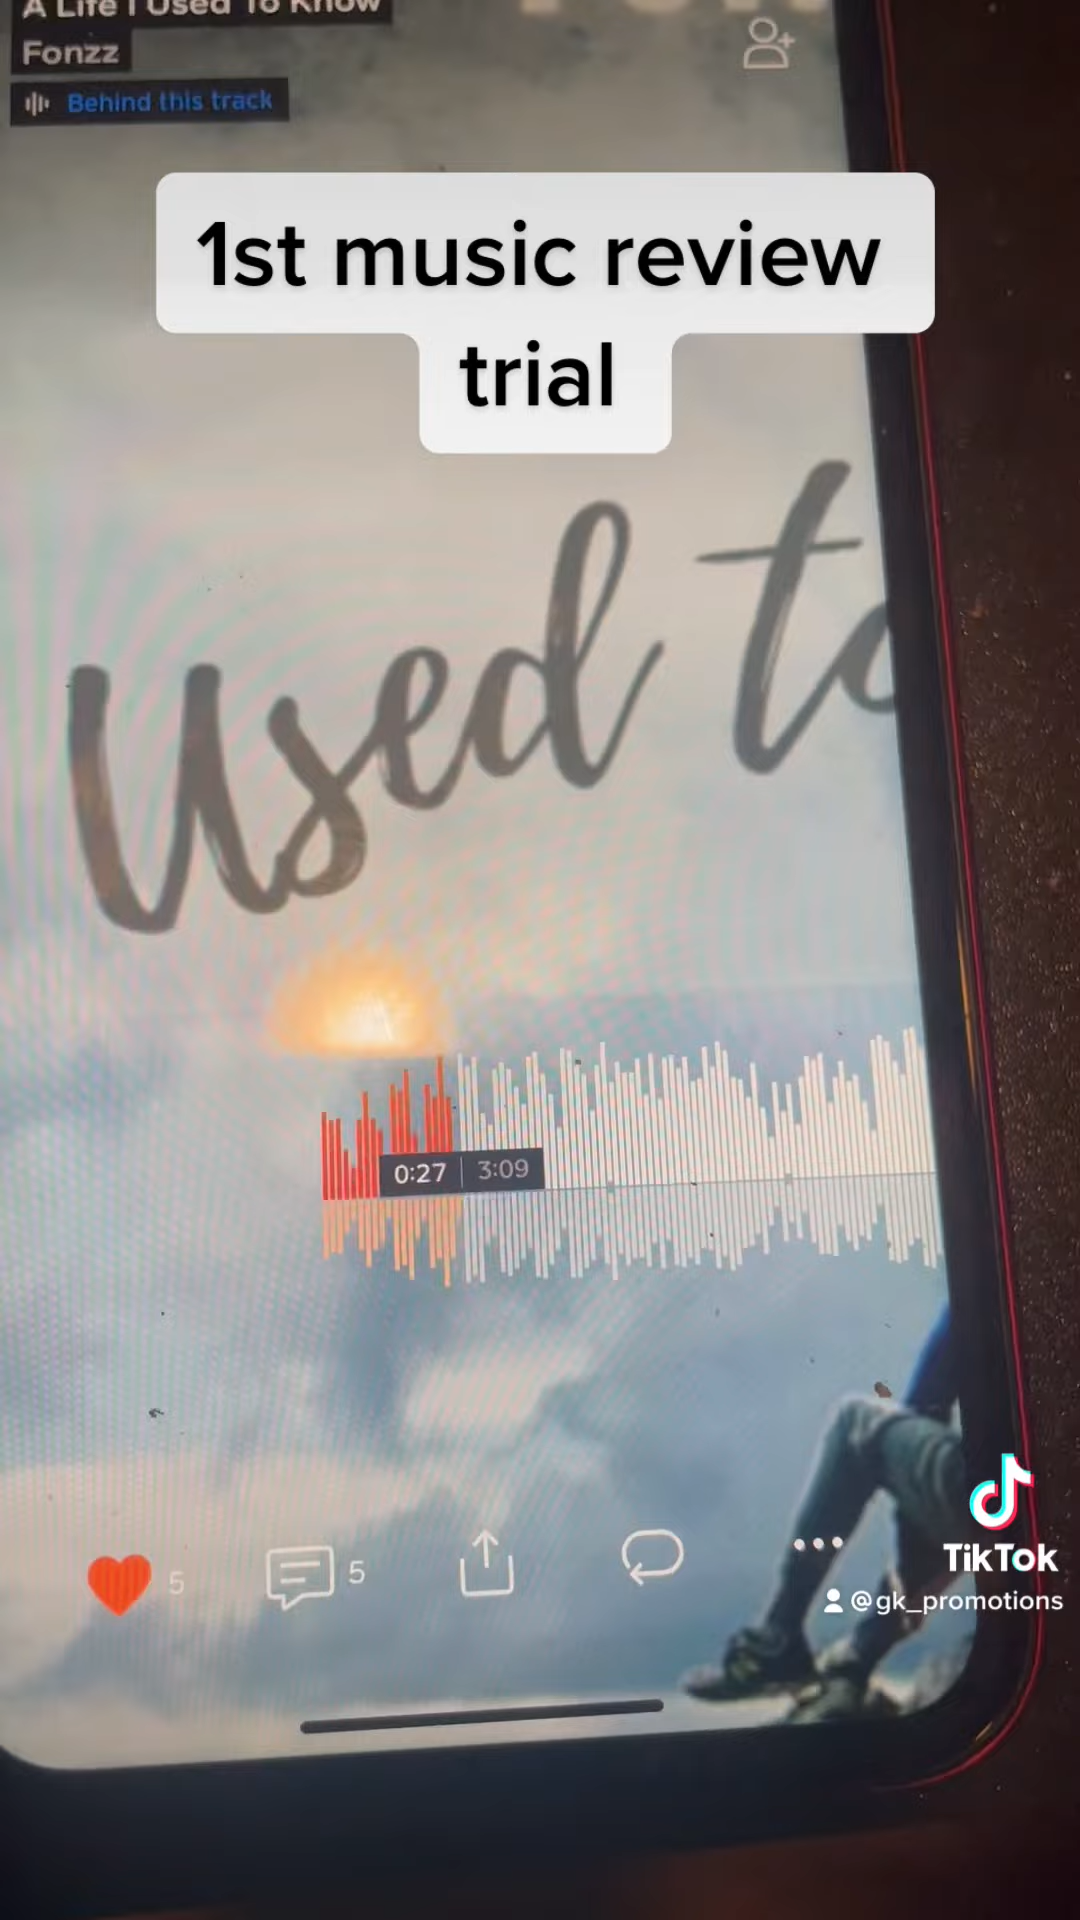 A Life I Used To Know
Fonzz
Behind this track
1st music review
trial
Used to
0:27 3:09
5 5
TikTok
@gk_promotions